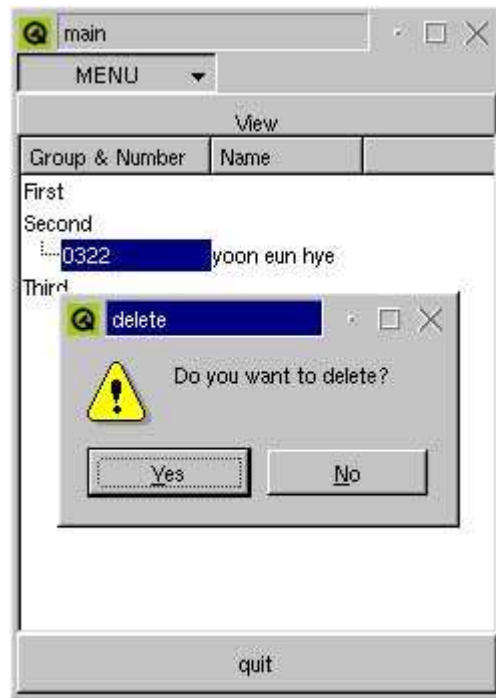 main
MENU
View
Group & Number Name
First
Second
0322 yoon eun hye
Third
delete
Do you want to delete?
Yes No
quit